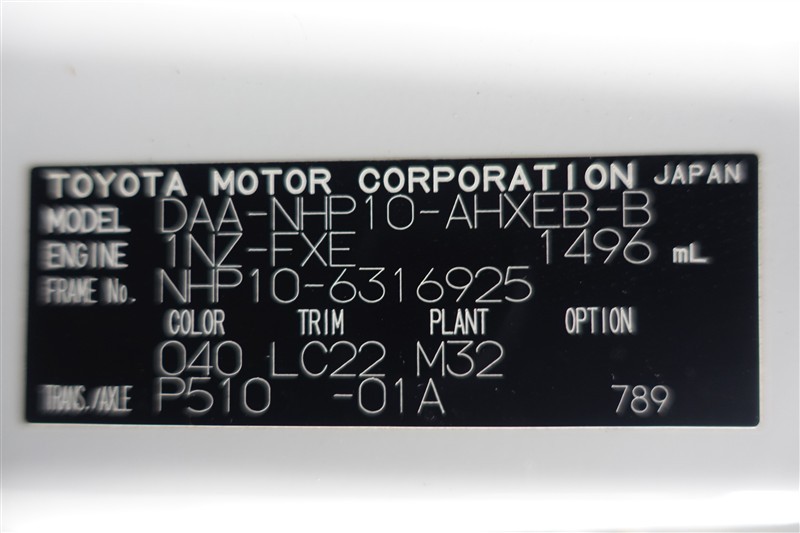 TOYOTA MOTOR CORPORATION JAPAN
MODEL DAA-NHP10-AHXEB-B
ENGINE 1NZ-FXE 1496 mL
FRAME No. NHP10-6316925
COLOR TRIM PLANT OPTION
040 LC22 M32
TRANS./AXLE P510 -01A 789